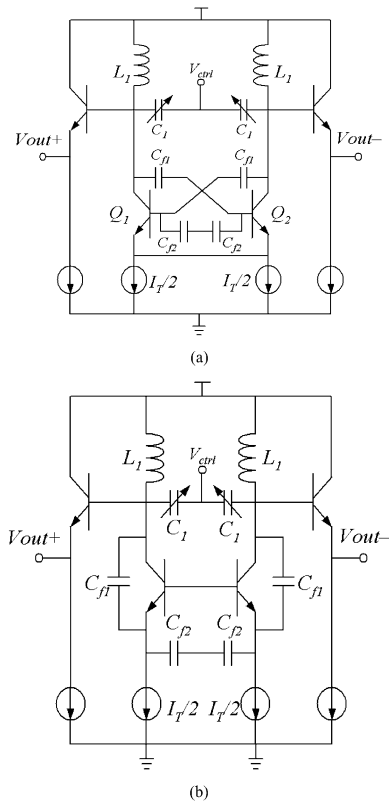 L1 Vctrl L1
C1 C1
Vout+ Vout–
Cf1 Cf1
Q1 Q2
Cf2 Cf2
IT/2 IT/2
(a)
L1 Vctrl L1
C1 C1
Vout+ Vout–
Cf1 Cf1
Cf2 Cf2
IT/2 IT/2
(b)